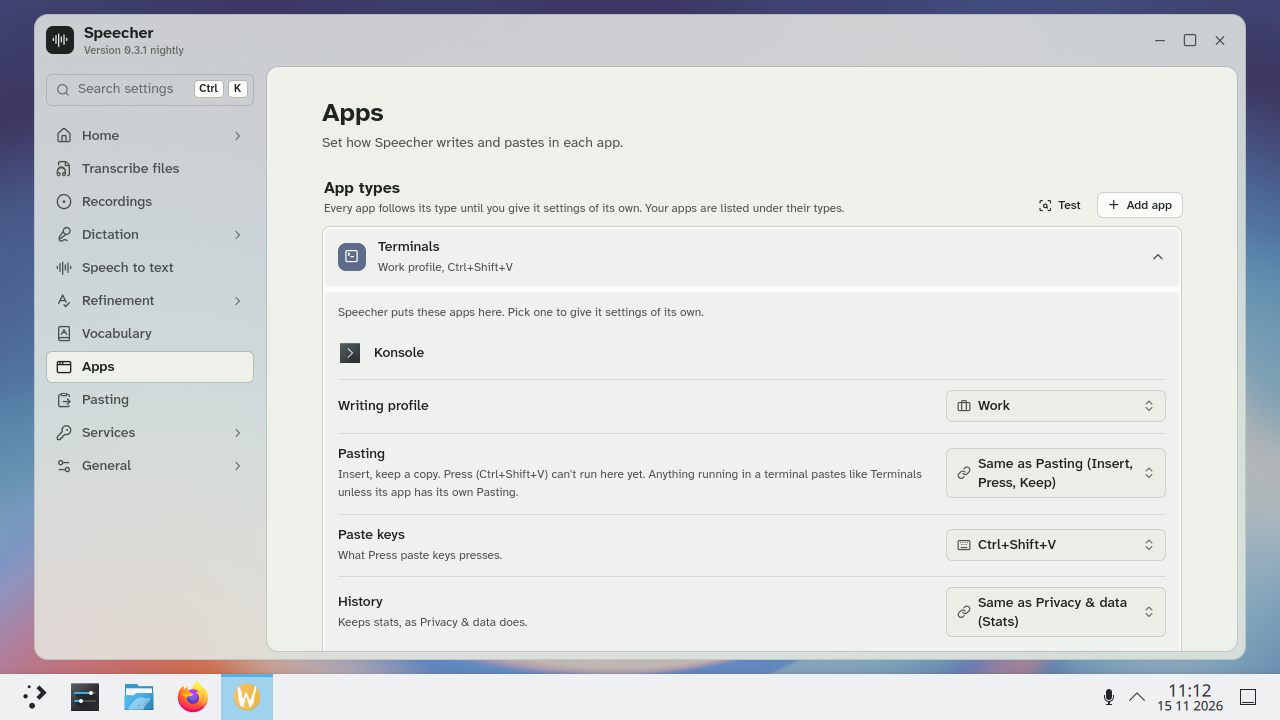 Speecher
Version 0.3.1 nightly
Search settings
Ctrl
K
Home
Transcribe files
Recordings
Dictation
Speech to text
Refinement
Vocabulary
Apps
Pasting
Services
General
Apps
Set how Speecher writes and pastes in each app.
App types
Every app follows its type until you give it settings of its own. Your apps are listed under their types.
Test
Add app
Terminals
Work profile, Ctrl+Shift+V
Speecher puts these apps here. Pick one to give it settings of its own.
Konsole
Writing profile
Work
Pasting
Insert, keep a copy. Press (Ctrl+Shift+V) can't run here yet. Anything running in a terminal pastes like Terminals
unless its app has its own Pasting.
Same as Pasting (Insert,
Press, Keep)
Paste keys
What Press paste keys presses.
Ctrl+Shift+V
History
Keeps stats, as Privacy & data does.
Same as Privacy & data
(Stats)
11:12
15 11 2026